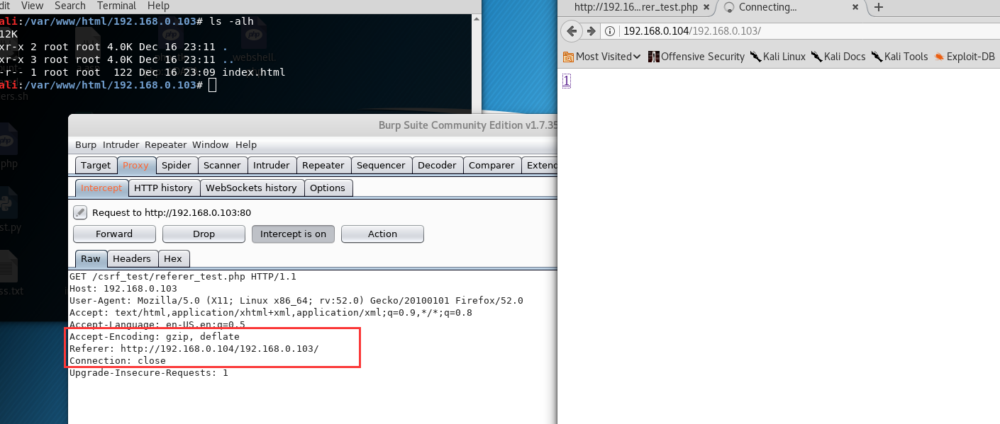 dit View Search Terminal Help
ali:/var/www/html/192.168.0.103# ls -alh
12K
xr-x 2 root root 4.0K Dec 16 23:11 .
xr-x 3 root root 4.0K Dec 16 23:11 ..
-r-- 1 root root 122 Dec 16 23:09 index.html
ali:/var/www/html/192.168.0.103#
webshell.
ers.sh
php
st.py
ss.txt
http://192.16...rer_test.php
Connecting...
192.168.0.104/192.168.0.103/
Most Visited
Offensive Security
Kali Linux
Kali Docs
Kali Tools
Exploit-DB
1
Burp Suite Community Edition v1.7.35
Burp Intruder Repeater Window Help
Target Proxy Spider Scanner Intruder Repeater Sequencer Decoder Comparer Extend
Intercept HTTP history WebSockets history Options
Request to http://192.168.0.103:80
Forward Drop Intercept is on Action
Raw Headers Hex
GET /csrf_test/referer_test.php HTTP/1.1
Host: 192.168.0.103
User-Agent: Mozilla/5.0 (X11; Linux x86_64; rv:52.0) Gecko/20100101 Firefox/52.0
Accept: text/html,application/xhtml+xml,application/xml;q=0.9,*/*;q=0.8
Accept-Language: en-US,en;q=0.5
Accept-Encoding: gzip, deflate
Referer: http://192.168.0.104/192.168.0.103/
Connection: close
Upgrade-Insecure-Requests: 1